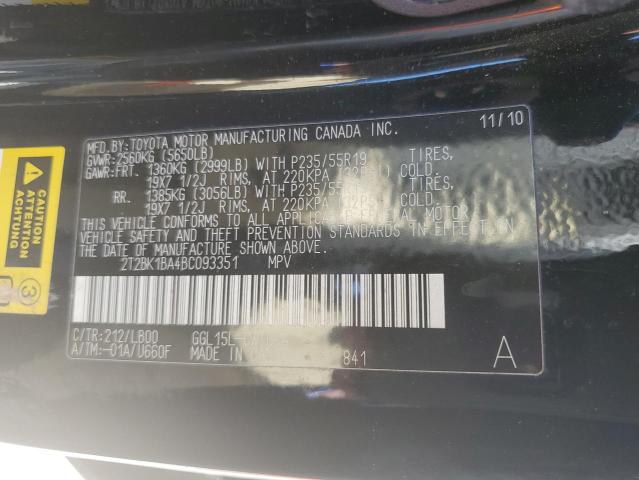 MFD.BY:TOYOTA MOTOR MANUFACTURING CANADA INC. 11/10
GVWR:2560KG (5650LB)
GAWR:FRT. 1360KG (2999LB) WITH P235/55R19 TIRES,
19X7 1/2J RIMS, AT 220KPA COLD.
RR. 1385KG (3056LB) WITH TIRES,
19X7 1/2J RIMS, AT 220KPA COLD.
THIS VEHICLE CONFORMS TO ALL APPLICABLE FEDERAL MOTOR
VEHICLE SAFETY AND THEFT PREVENTION STANDARDS IN EFFECT ON
THE DATE OF MANUFACTURE SHOWN ABOVE.
2T2BK1BA4BC093351 MPV
C/TR:212/LB00
A/TM:-01A/U660F MADE IN 841
A
CAUTION
ATTENTION
ACHTUNG
3